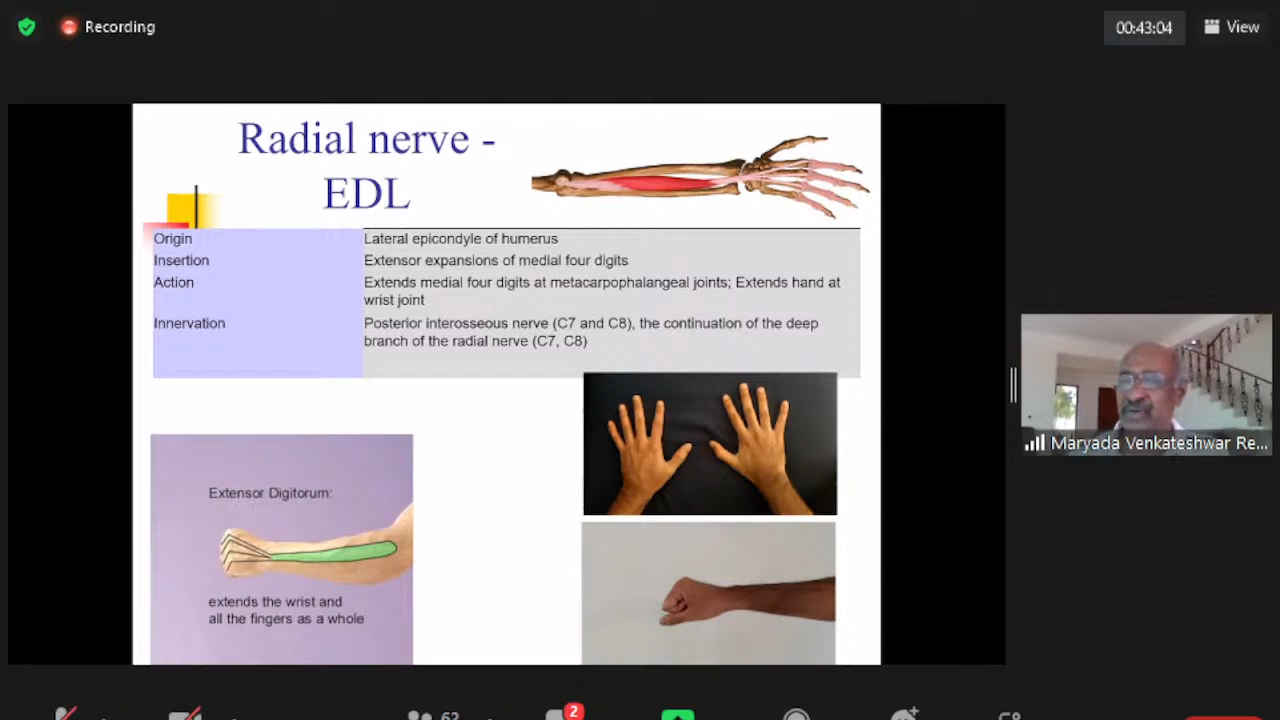 Recording
00:43:04
View
Radial nerve -
EDL
Origin
Lateral epicondyle of humerus
Insertion
Extensor expansions of medial four digits
Action
Extends medial four digits at metacarpophalangeal joints; Extends hand at
wrist joint
Innervation
Posterior interosseous nerve (C7 and C8), the continuation of the deep
branch of the radial nerve (C7, C8)
Extensor Digitorum:
extends the wrist and
all the fingers as a whole
Maryada Venkateshwar Re...
62
2